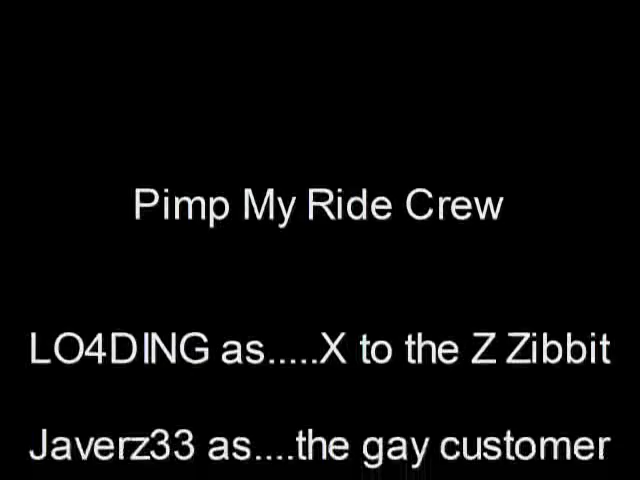 Pimp My Ride Crew
LO4DING as.....X to the Z Zibbit
Javerz33 as....the gay customer